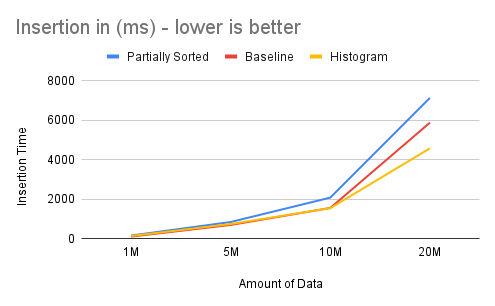 Insertion in (ms) - lower is better
Partially Sorted Baseline Histogram
8000
6000
4000
2000
0
Insertion Time
1M 5M 10M 20M
Amount of Data